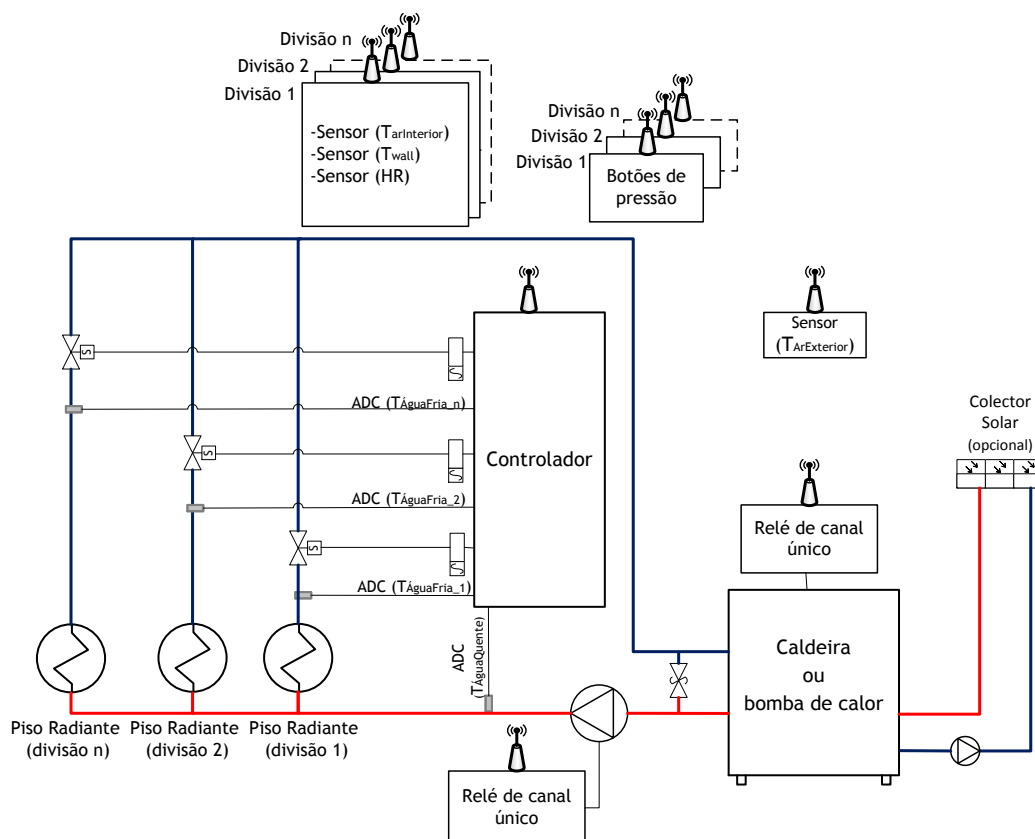 Divisão n
Divisão 2
Divisão 1
-Sensor (TarInterior)
-Sensor (Twall)
-Sensor (HR)
Divisão n
Divisão 2
Divisão 1
Botões de
pressão
Sensor
(TArExterior)
S
ADC (TÁguaFria_n)
S
ADC (TÁguaFria_2)
S
ADC (TÁguaFria_1)
Controlador
ADC
(TÁguaQuente)
Colector
Solar
(opcional)
Relé de canal
único
Caldeira
ou
bomba de calor
Piso Radiante
(divisão n)
Piso Radiante
(divisão 2)
Piso Radiante
(divisão 1)
Relé de canal
único